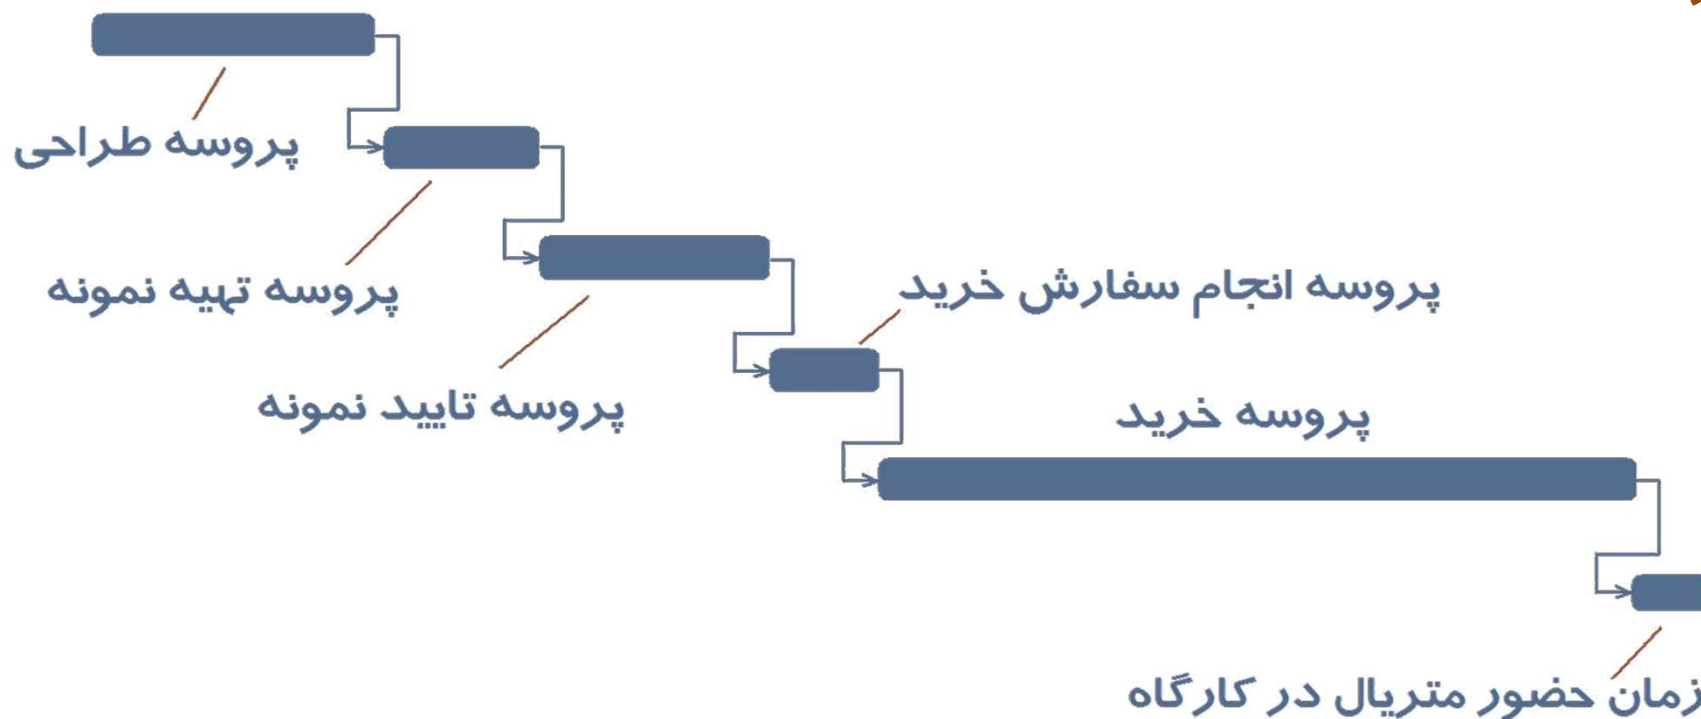 پروسه طراحی
پروسه تهیه نمونه
پروسه انجام سفارش خرید
پروسه تایید نمونه
پروسه خرید
زمان حضور متریال در کارگاه